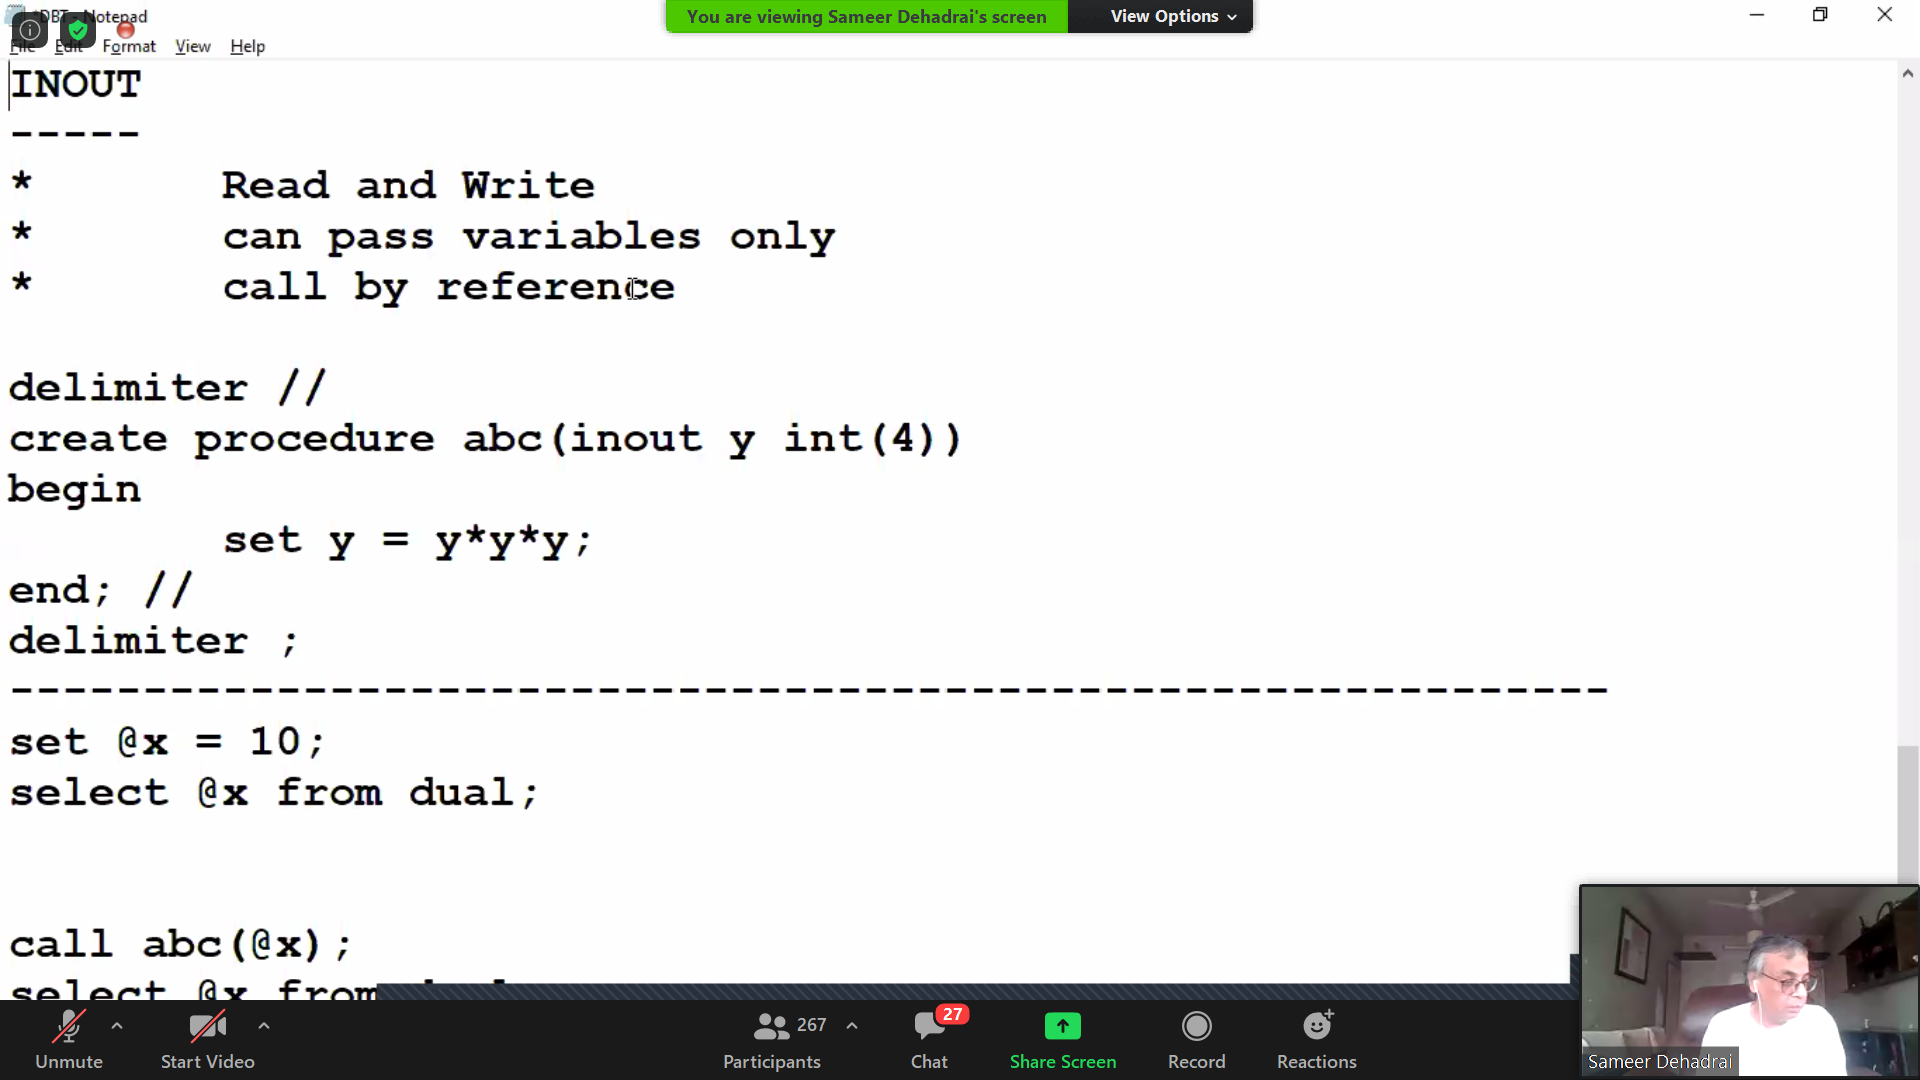 *DBT - Notepad
You are viewing Sameer Dehadrai's screen View Options
File Edit Format View Help
INOUT
-----
* Read and Write
* can pass variables only
* call by reference
delimiter //
create procedure abc(inout y int(4))
begin
set y = y*y*y;
end; //
delimiter ;
------------------------------------------------------------
set @x = 10;
select @x from dual;
call abc(@x);
select @x from
Sameer Dehadrai
267
27
Unmute Start Video Participants Chat Share Screen Record Reactions